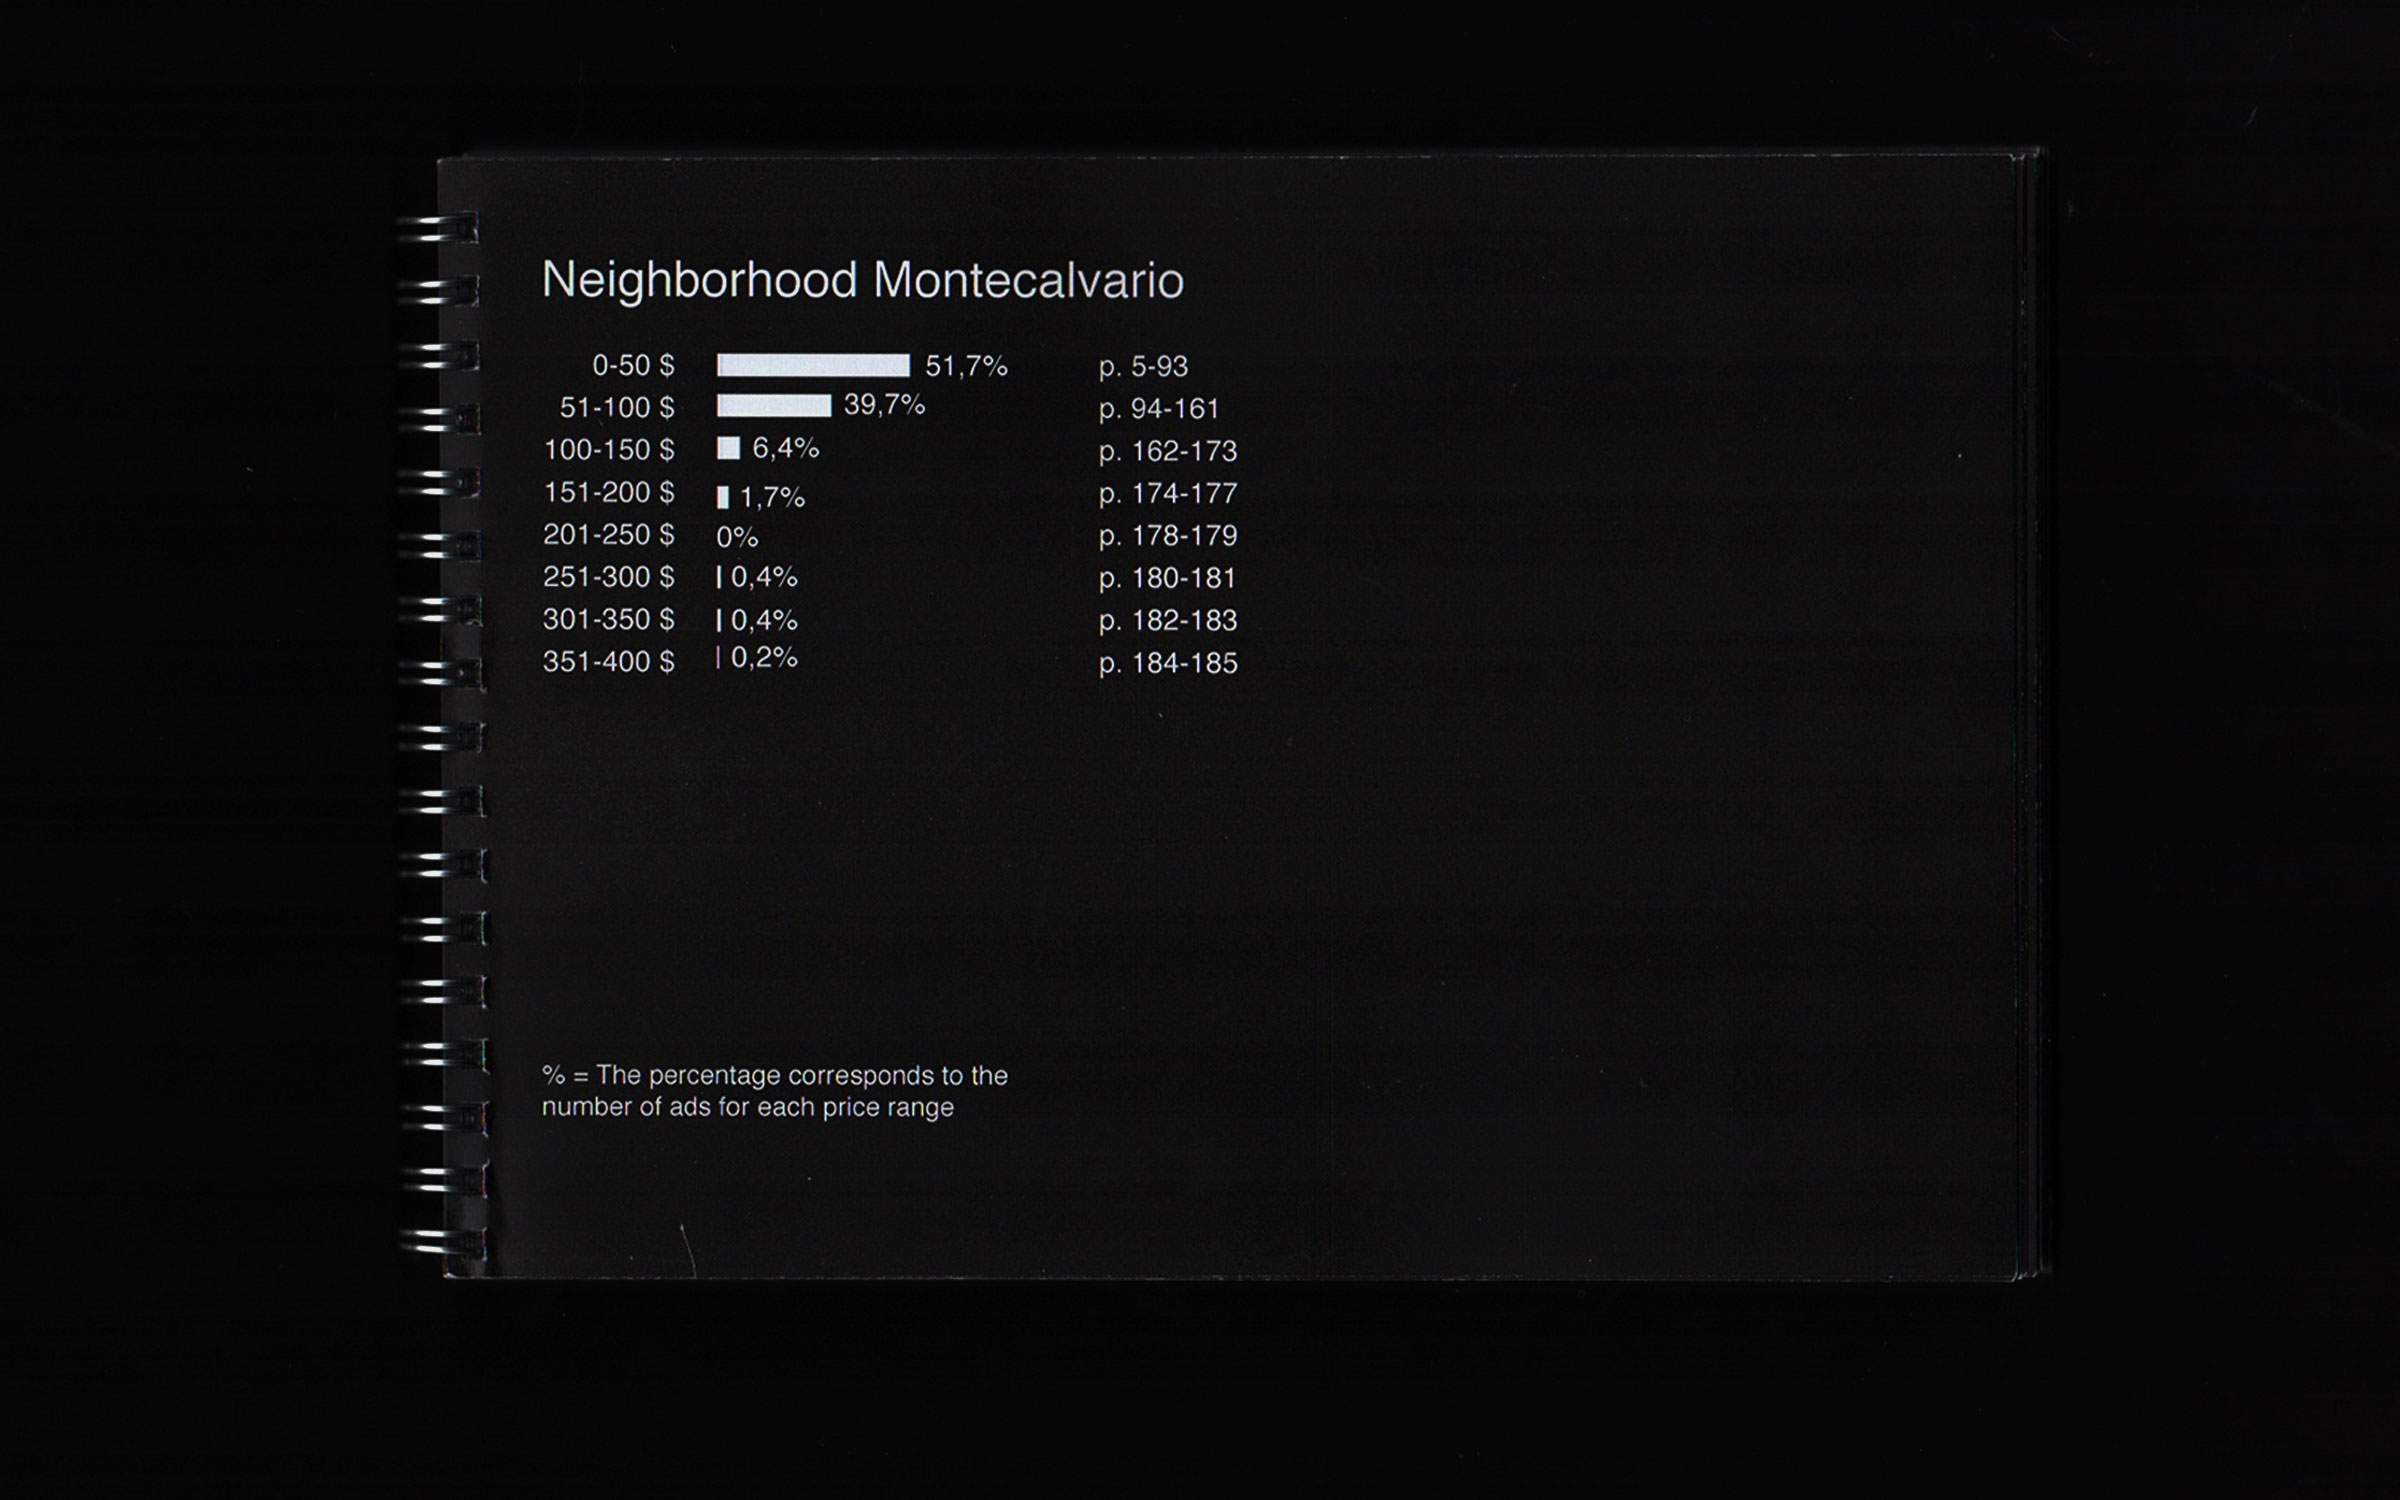 Neighborhood Montecalvario
0-50 $ 51,7% p. 5-93
51-100 $ 39,7% p. 94-161
100-150 $ 6,4% p. 162-173
151-200 $ 1,7% p. 174-177
201-250 $ 0% p. 178-179
251-300 $ 0,4% p. 180-181
301-350 $ 0,4% p. 182-183
351-400 $ 0,2% p. 184-185
% = The percentage corresponds to the
number of ads for each price range